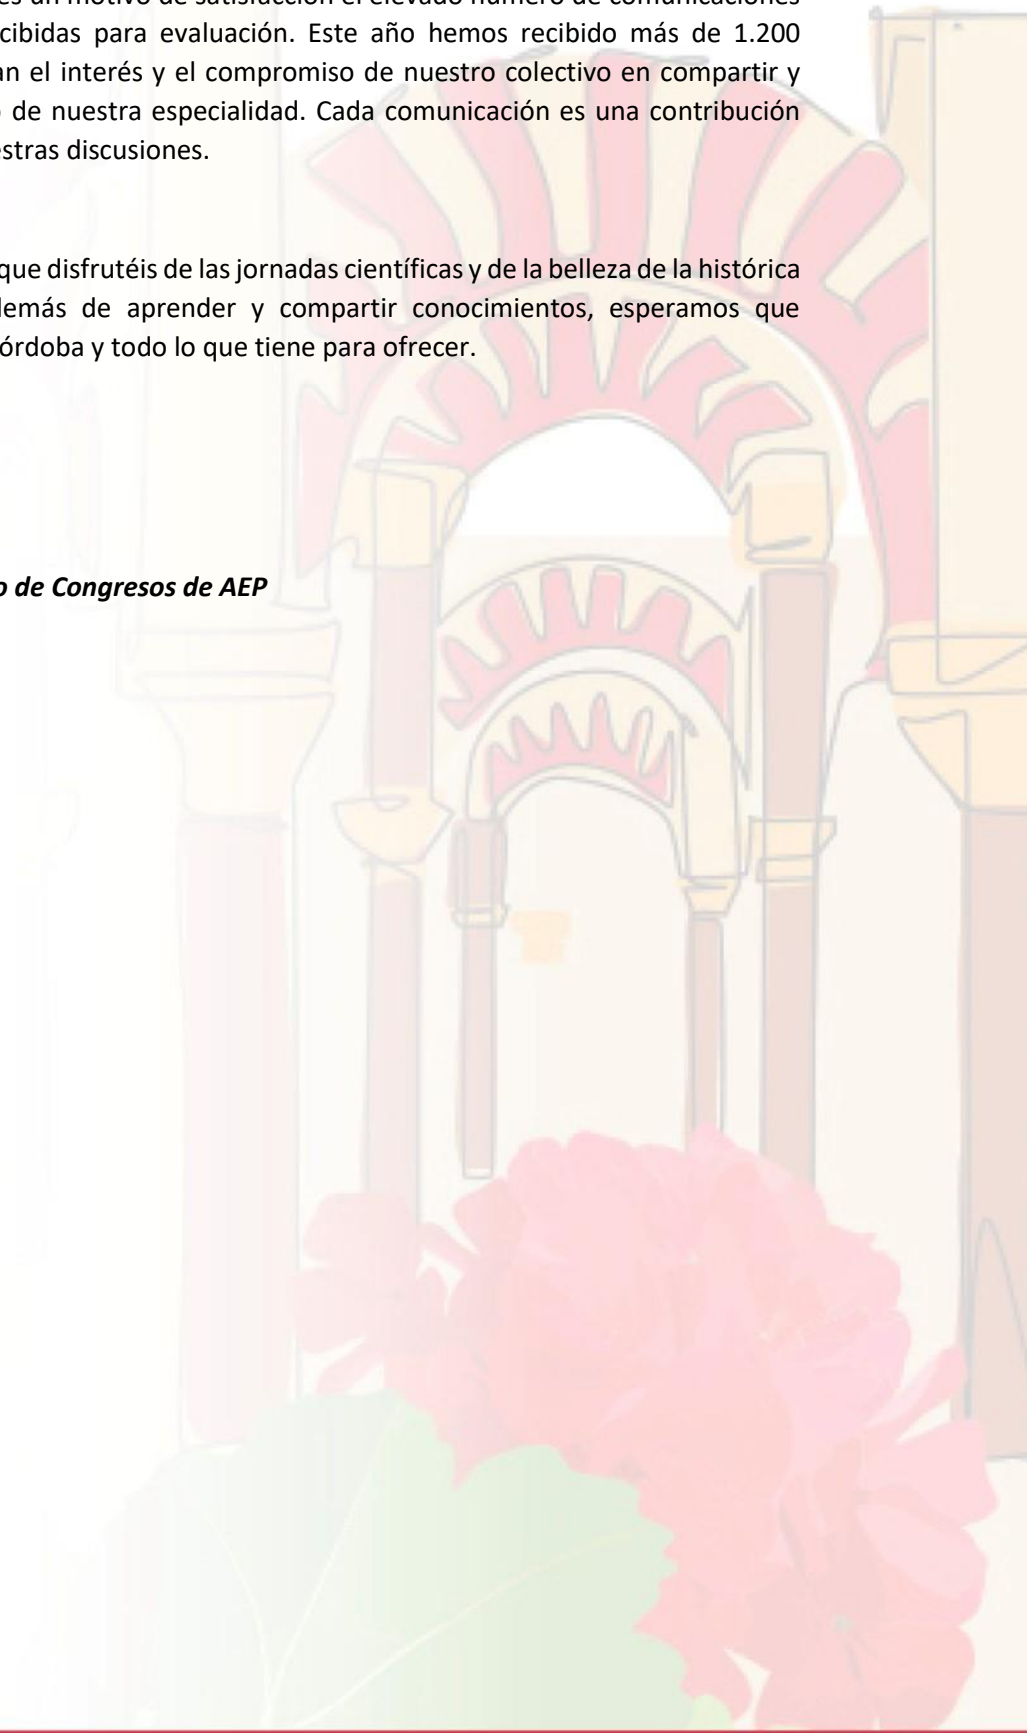 es un motivo de satisfacción el elevado número de comunicaciones
cibidas para evaluación. Este año hemos recibido más de 1.200
an el interés y el compromiso de nuestro colectivo en compartir y
o de nuestra especialidad. Cada comunicación es una contribución
estras discusiones.
que disfrutéis de las jornadas científicas y de la belleza de la histórica
demás de aprender y compartir conocimientos, esperamos que
órdoba y todo lo que tiene para ofrecer.
o de Congresos de AEP